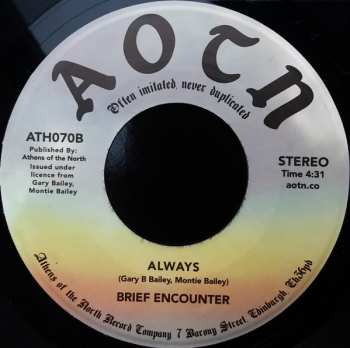 AOTN
Often imitated, never duplicated
ATH070B
Published By:
Athens of the North
Issued under
licence from
Gary Bailey,
Montie Bailey
STEREO
Time 4:31
aotn.co
ALWAYS
(Gary B Bailey, Montie Bailey)
BRIEF ENCOUNTER
Athens of the North Record Company 7 Barony Street, Edinburgh,